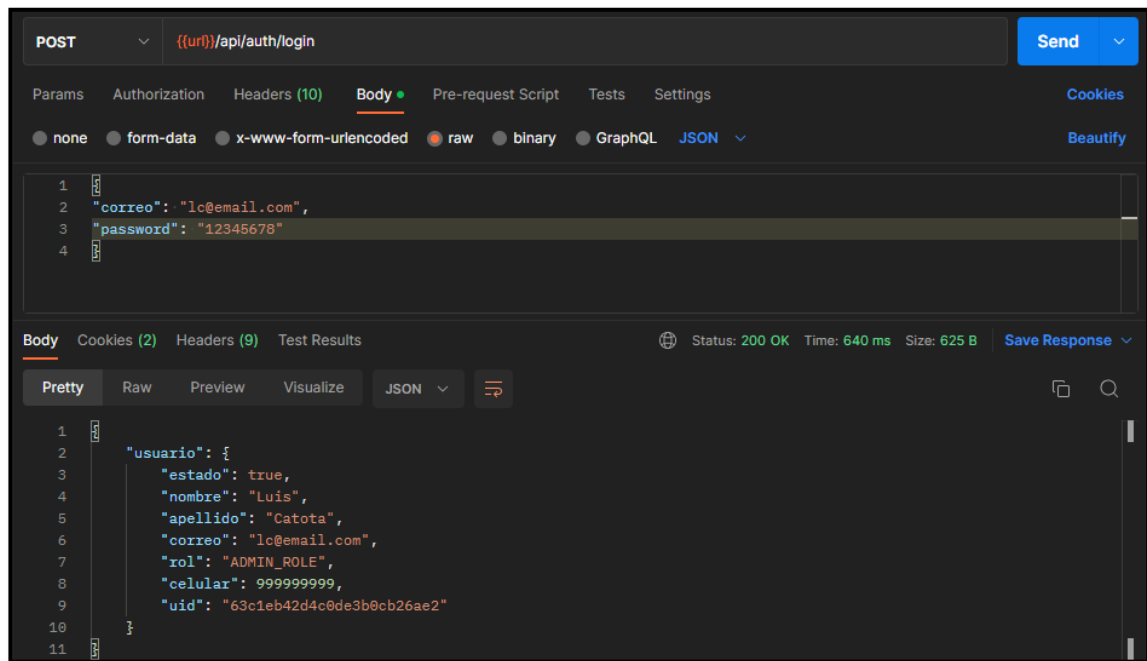 POST {{url}}/api/auth/login Send
Params Authorization Headers (10) Body Pre-request Script Tests Settings Cookies
none form-data x-www-form-urlencoded raw binary GraphQL JSON Beautify
1 {
2 "correo": "lc@email.com",
3 "password": "12345678"
4 }
Body Cookies (2) Headers (9) Test Results Status: 200 OK Time: 640 ms Size: 625 B Save Response
Pretty Raw Preview Visualize JSON
1 {
2 "usuario": {
3 "estado": true,
4 "nombre": "Luis",
5 "apellido": "Catota",
6 "correo": "lc@email.com",
7 "rol": "ADMIN_ROLE",
8 "celular": 999999999,
9 "uid": "63c1eb42d4c0de3b0cb26ae2"
10 }
11 }